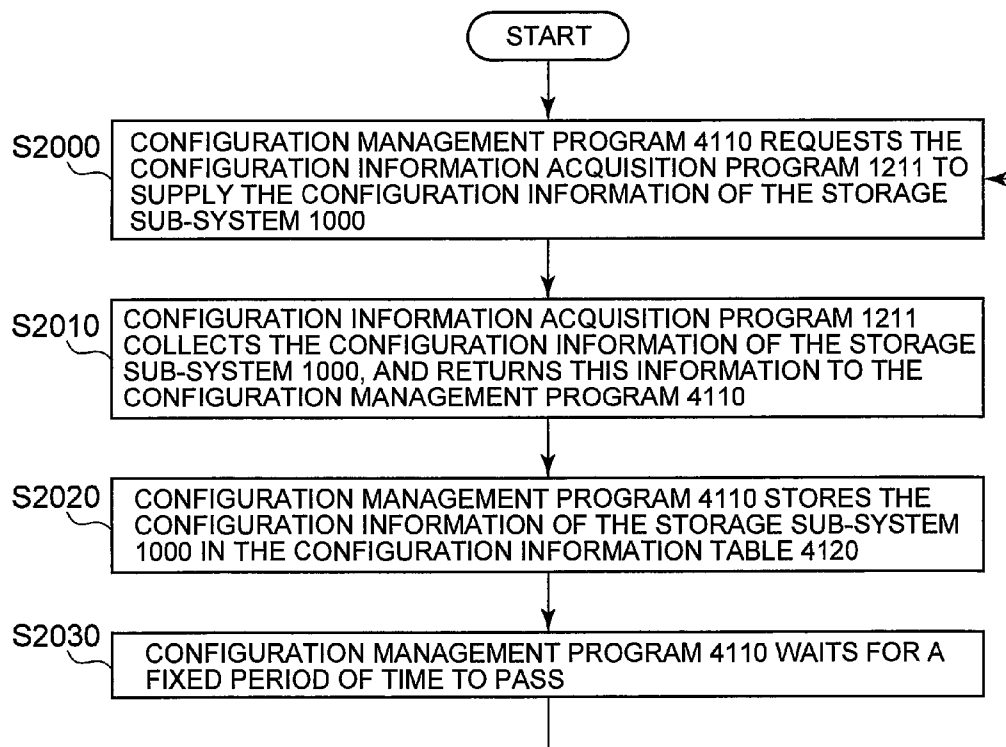 START
S2000
CONFIGURATION MANAGEMENT PROGRAM 4110 REQUESTS THE
CONFIGURATION INFORMATION ACQUISITION PROGRAM 1211 TO
SUPPLY THE CONFIGURATION INFORMATION OF THE STORAGE
SUB-SYSTEM 1000
S2010
CONFIGURATION INFORMATION ACQUISITION PROGRAM 1211
COLLECTS THE CONFIGURATION INFORMATION OF THE STORAGE
SUB-SYSTEM 1000, AND RETURNS THIS INFORMATION TO THE
CONFIGURATION MANAGEMENT PROGRAM 4110
S2020
CONFIGURATION MANAGEMENT PROGRAM 4110 STORES THE
CONFIGURATION INFORMATION OF THE STORAGE SUB-SYSTEM
1000 IN THE CONFIGURATION INFORMATION TABLE 4120
S2030
CONFIGURATION MANAGEMENT PROGRAM 4110 WAITS FOR A
FIXED PERIOD OF TIME TO PASS